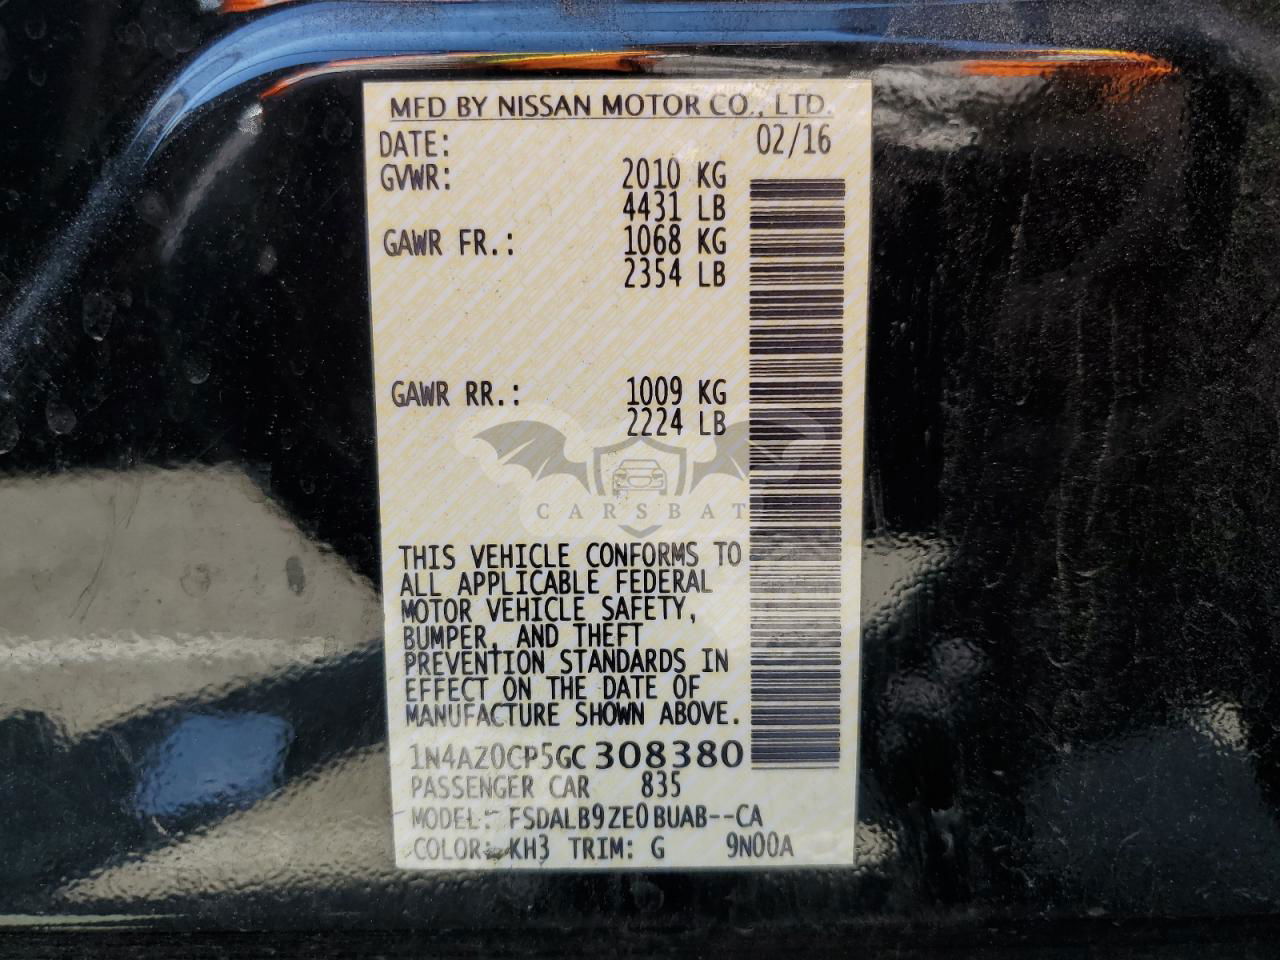 MFD BY NISSAN MOTOR CO., LTD.
DATE: 02/16
GVWR: 2010 KG
4431 LB
GAWR FR.: 1068 KG
2354 LB
GAWR RR.: 1009 KG
2224 LB
CARSBAT
THIS VEHICLE CONFORMS TO
ALL APPLICABLE FEDERAL
MOTOR VEHICLE SAFETY,
BUMPER, AND THEFT
PREVENTION STANDARDS IN
EFFECT ON THE DATE OF
MANUFACTURE SHOWN ABOVE.
1N4AZ0CP5GC308380
PASSENGER CAR 835
MODEL: FSDALB9ZE0BUAB--CA
COLOR: KH3 TRIM: G 9N00A